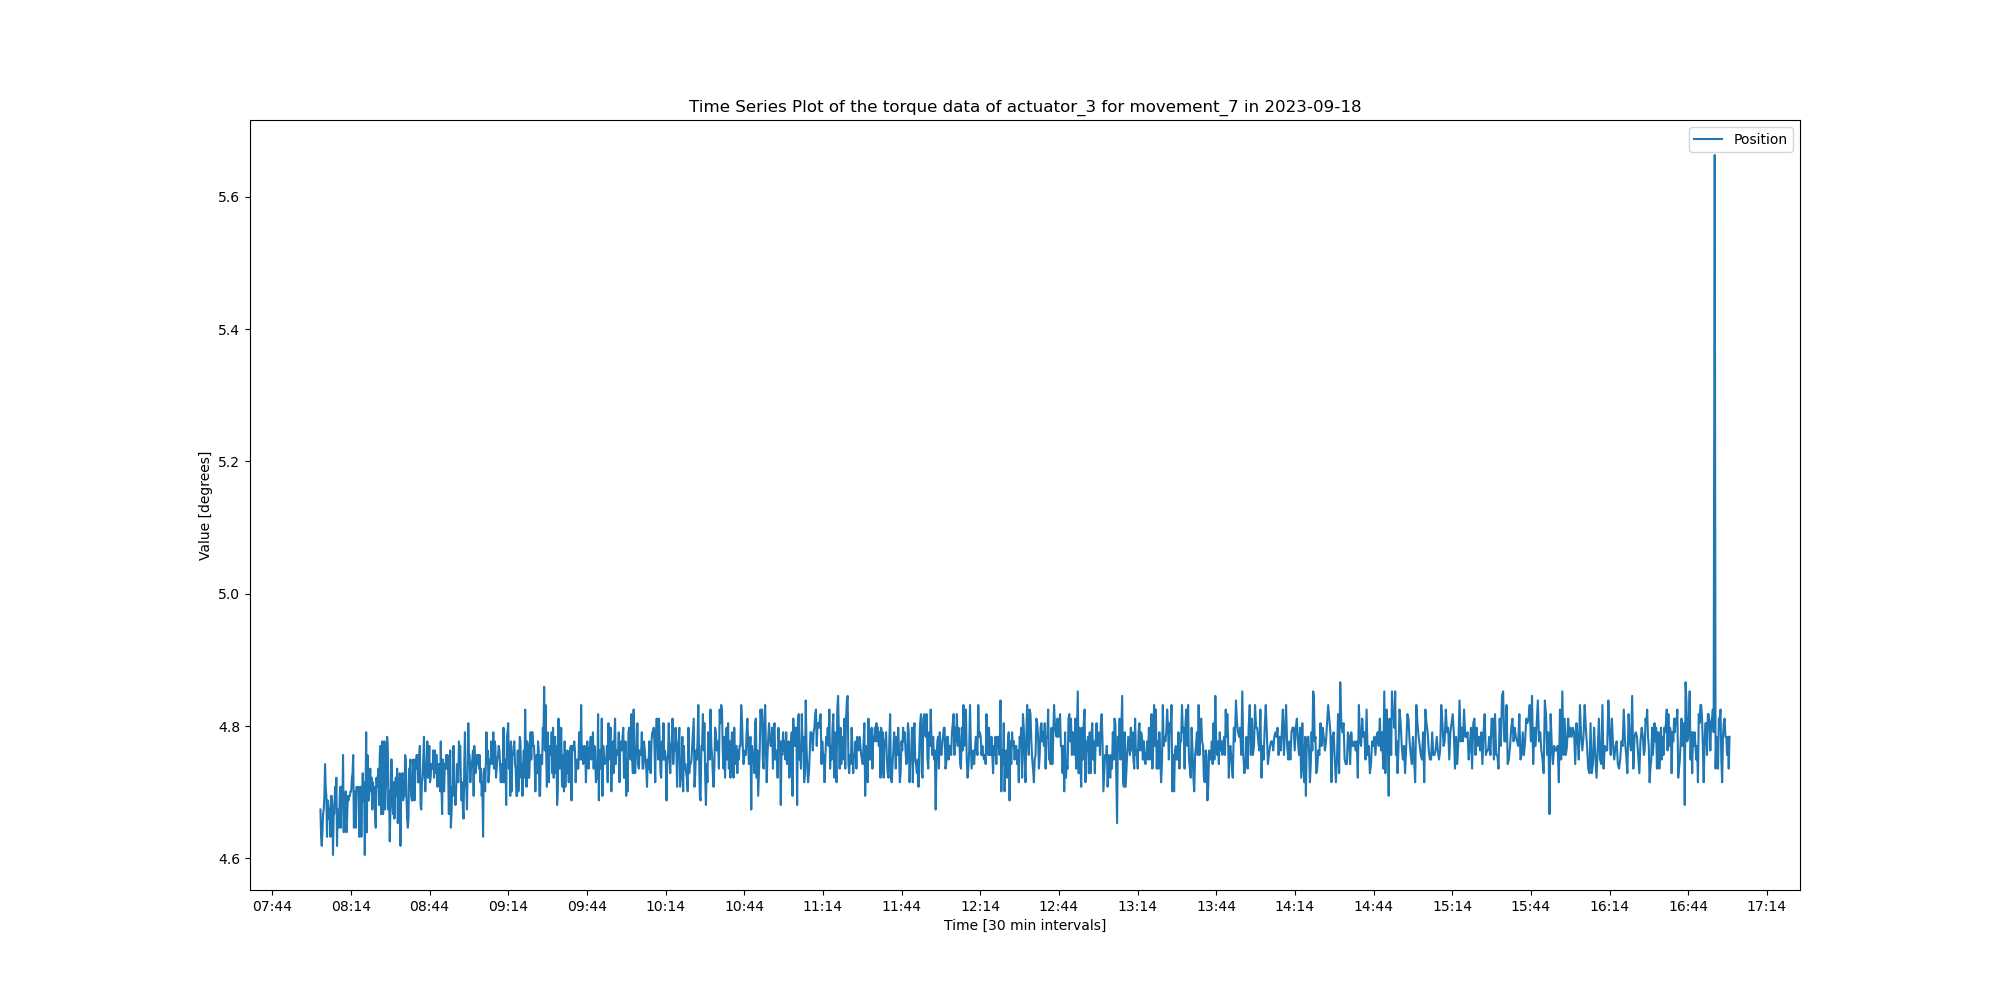 Time Series Plot of the torque data of actuator_3 for movement_7 in 2023-09-18
Position
Value [degrees]
5.6
5.4
5.2
5.0
4.8
4.6
07:44 08:14 08:44 09:14 09:44 10:14 10:44 11:14 11:44 12:14 12:44 13:14 13:44 14:14 14:44 15:14 15:44 16:14 16:44 17:14
Time [30 min intervals]